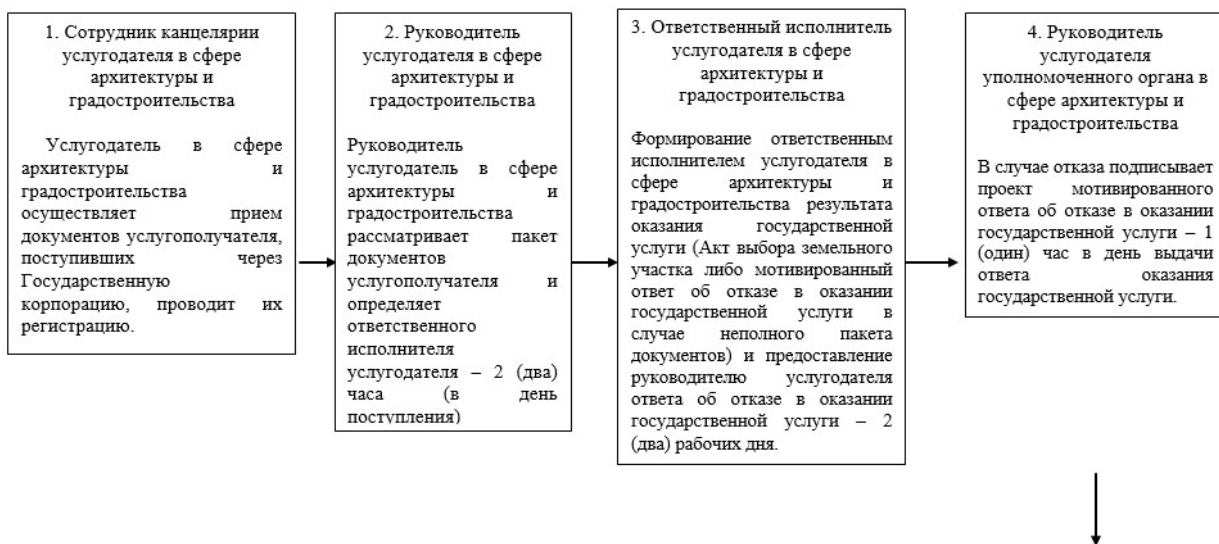 1. Сотрудник канцелярии
услугодателя в сфере
архитектуры и
градостроительства
Услугодатель в сфере
архитектуры и
градостроительства
осуществляет прием
документов услугополучателя,
поступивших через
Государственную
корпорацию, проводит их
регистрацию.
2. Руководитель
услугодателя в сфере
архитектуры и
градостроительства
Руководитель
услугодатель в сфере
архитектуры и
градостроительства
рассматривает пакет
документов
услугополучателя и
определяет
ответственного
исполнителя
услугодателя – 2 (два)
часа (в день
поступления)
3. Ответственный исполнитель
услугодателя в сфере
архитектуры и
градостроительства
Формирование ответственным
исполнителем услугодателя в
сфере архитектуры и
градостроительства результата
оказания государственной
услуги (Акт выбора земельного
участка либо мотивированный
ответ об отказе в оказании
государственной услуги в
случае неполного пакета
документов) и предоставление
руководителю услугодателя
ответа об отказе в оказании
государственной услуги – 2
(два) рабочих дня.
4. Руководитель
услугодателя
уполномоченного органа в
сфере архитектуры и
градостроительства
В случае отказа подписывает
проект мотивированного
ответа об отказе в оказании
государственной услуги – 1
(один) час в день выдачи
ответа оказания
государственной услуги.